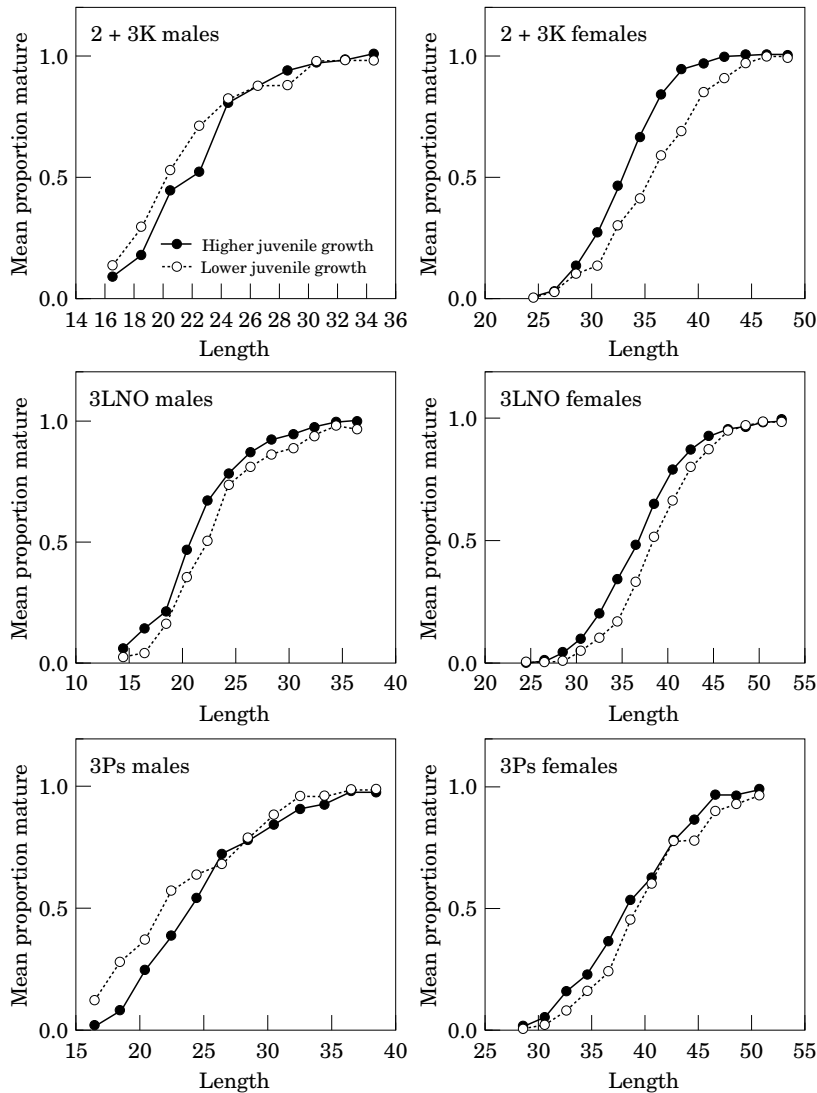 2 + 3K males
Mean proportion mature
1.0
0.5
0.0
Higher juvenile growth
Lower juvenile growth
14 16 18 20 22 24 26 28 30 32 34 36
Length
2 + 3K females
Mean proportion mature
1.0
0.5
0.0
20 25 30 35 40 45 50
Length
3LNO males
Mean proportion mature
1.0
0.5
0.0
10 15 20 25 30 35 40
Length
3LNO females
Mean proportion mature
1.0
0.5
0.0
20 25 30 35 40 45 50 55
Length
3Ps males
Mean proportion mature
1.0
0.5
0.0
15 20 25 30 35 40
Length
3Ps females
Mean proportion mature
1.0
0.5
0.0
25 30 35 40 45 50 55
Length